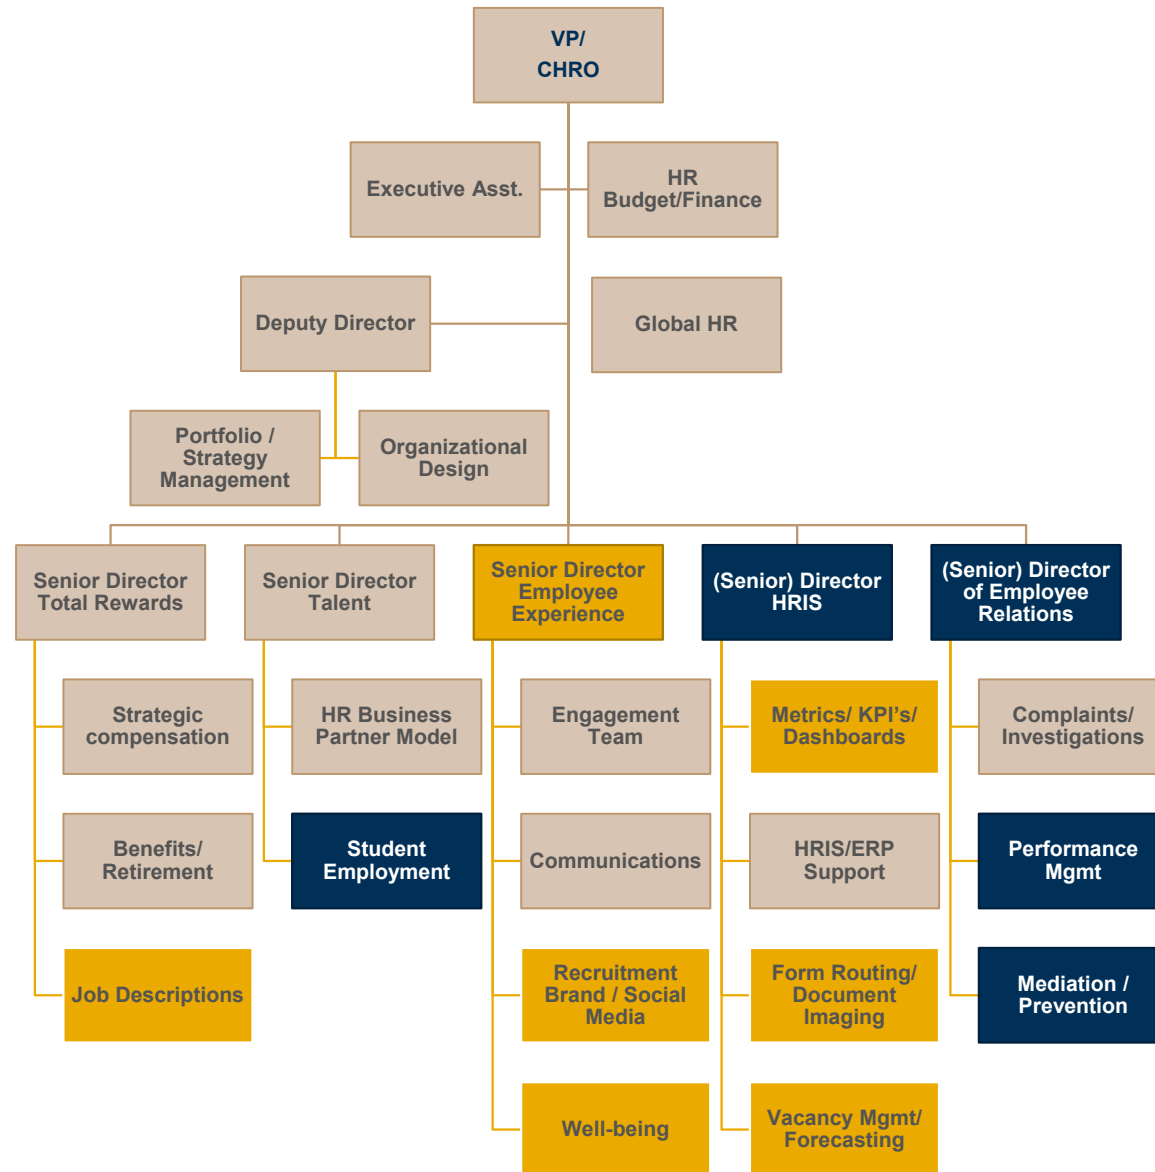 VP/
CHRO
Executive Asst.
HR
Budget/Finance
Deputy Director
Global HR
Portfolio /
Strategy
Management
Organizational
Design
Senior Director
Total Rewards
Senior Director
Talent
Senior Director
Employee
Experience
(Senior) Director
HRIS
(Senior) Director
of Employee
Relations
Strategic
compensation
HR Business
Partner Model
Engagement
Team
Metrics/ KPI’s/
Dashboards
Complaints/
Investigations
Benefits/
Retirement
Student
Employment
Communications
HRIS/ERP
Support
Performance
Mgmt
Job Descriptions
Recruitment
Brand / Social
Media
Form Routing/
Document
Imaging
Mediation /
Prevention
Well-being
Vacancy Mgmt/
Forecasting